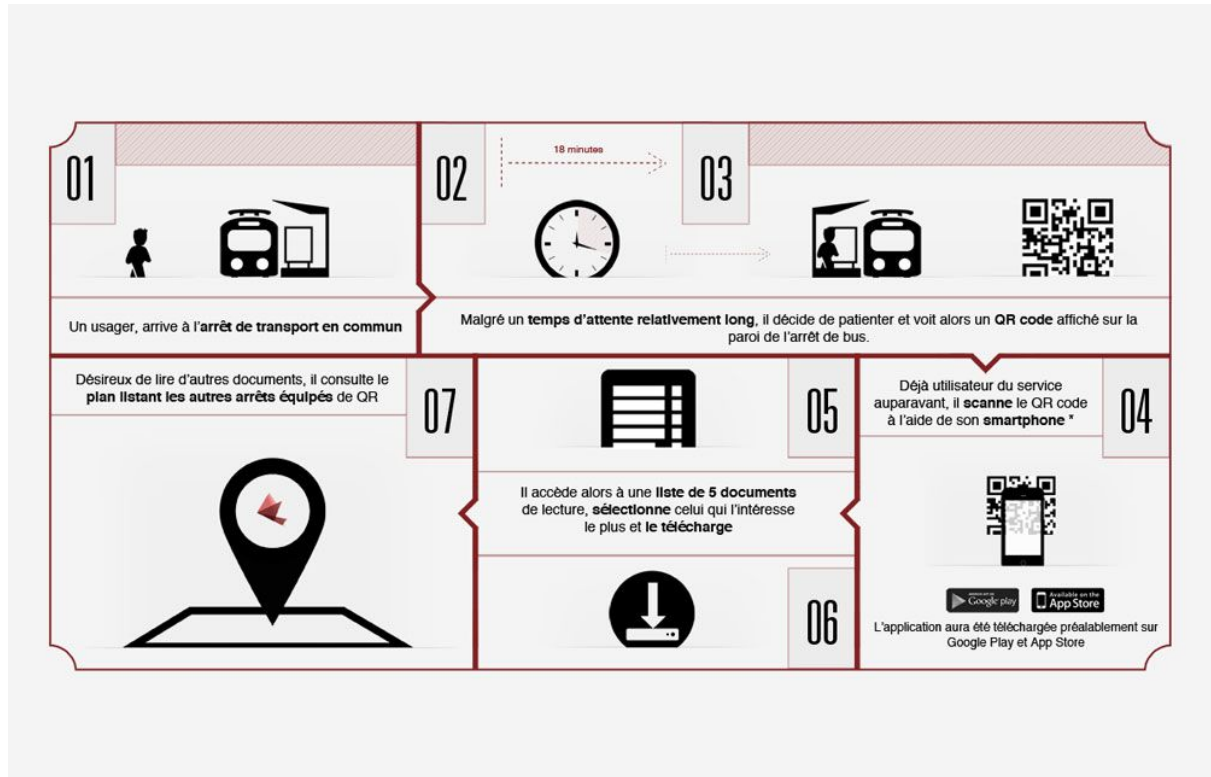 01
Un usager, arrive à l'arrêt de transport en commun
02
18 minutes
03
Malgré un temps d'attente relativement long, il décide de patienter et voit alors un QR code affiché sur la
paroi de l'arrêt de bus.
04
Déjà utilisateur du service
auparavant, il scanne le QR code
à l'aide de son smartphone *
Google play
Available on the
App Store
L'application aura été téléchargée préalablement sur
Google Play et App Store
05
Il accède alors à une liste de 5 documents
de lecture, sélectionne celui qui l'intéresse
le plus et le télécharge
06
07
Désireux de lire d'autres documents, il consulte le
plan listant les autres arrêts équipés de QR